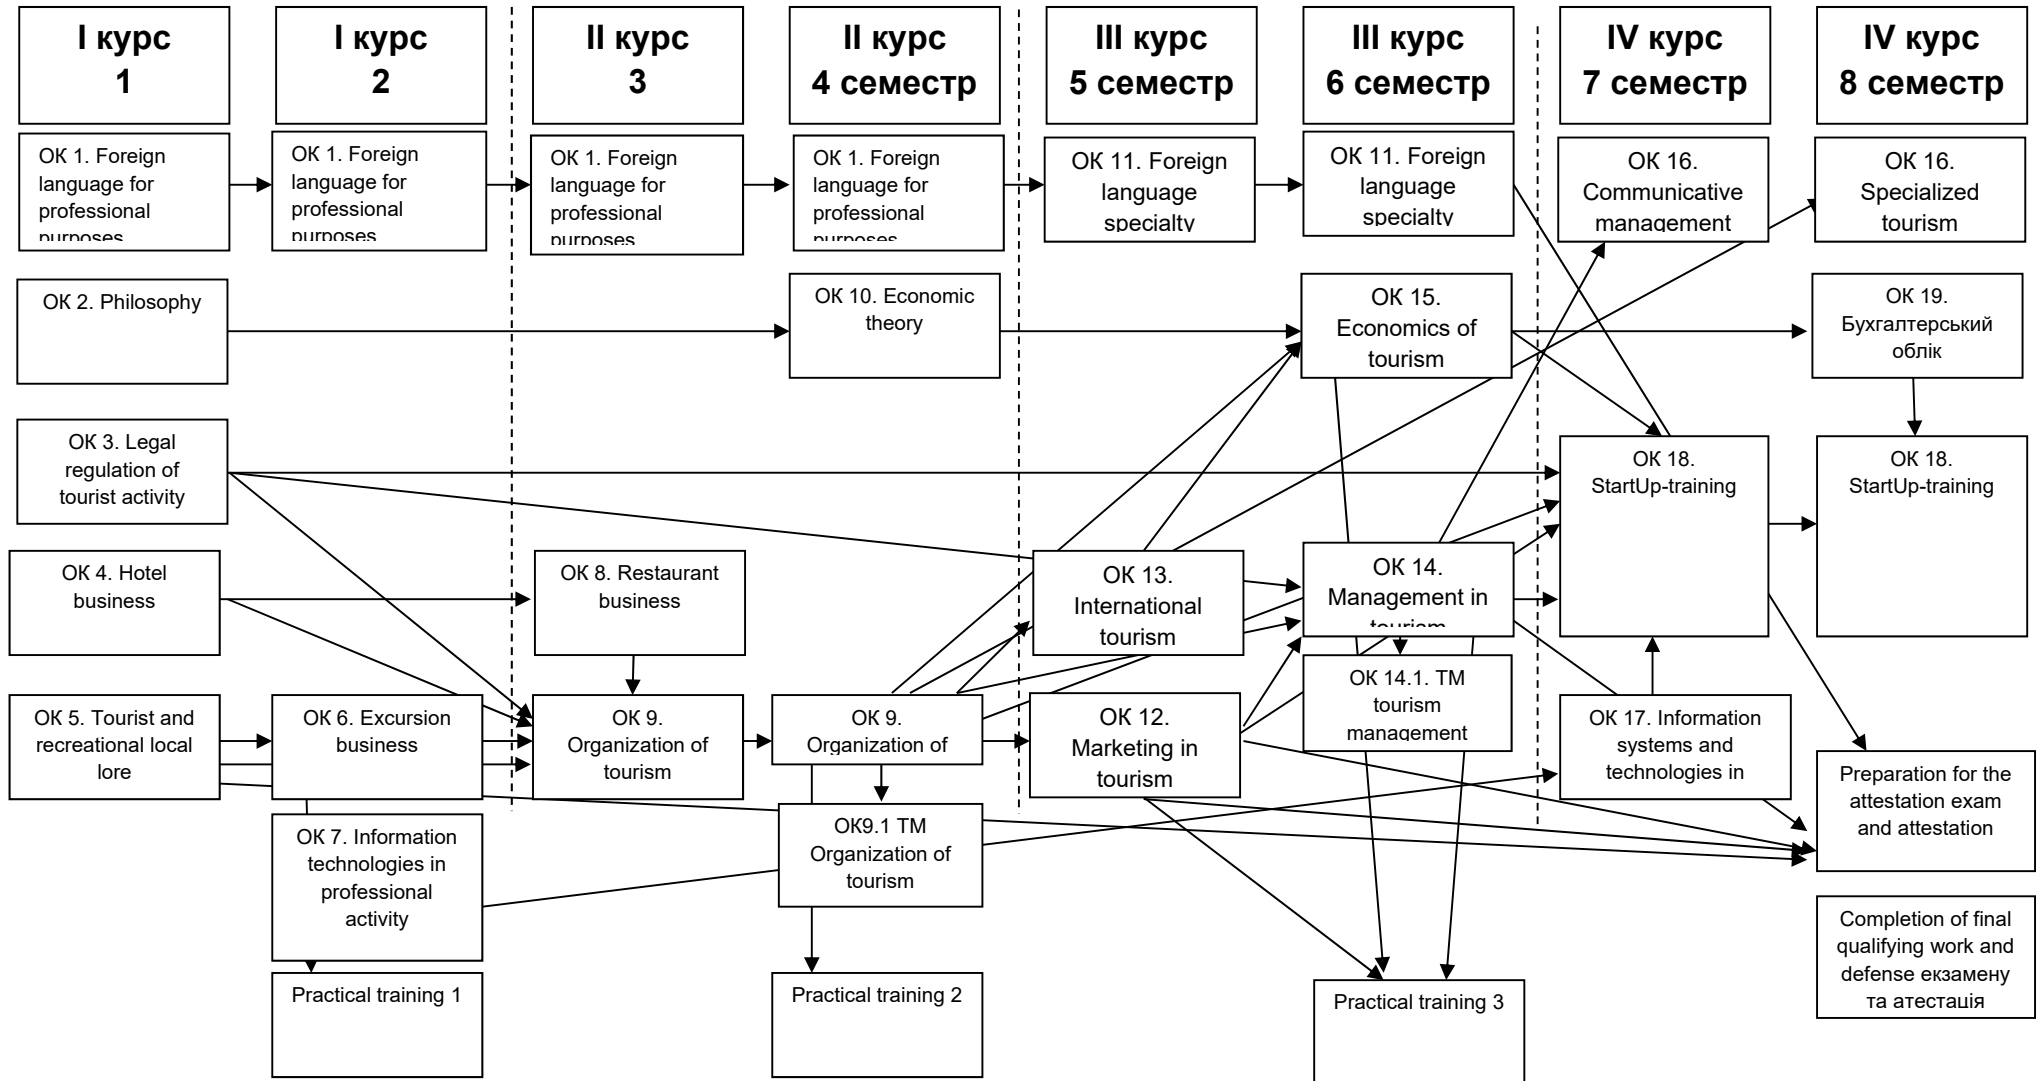 I курс
1
I курс
2
II курс
3
II курс
4 семестр
III курс
5 семестр
III курс
6 семестр
IV курс
7 семестр
IV курс
8 семестр
ОК 1. Foreign
language for
professional
purposes
ОК 1. Foreign
language for
professional
purposes
ОК 1. Foreign
language for
professional
purposes
ОК 1. Foreign
language for
professional
purposes
ОК 11. Foreign
language
specialty
ОК 11. Foreign
language
specialty
ОК 16.
Communicative
management
ОК 16.
Specialized
tourism
ОК 2. Philosophy
ОК 10. Economic
theory
ОК 15.
Economics of
tourism
ОК 19.
Бухгалтерський
облік
ОК 3. Legal
regulation of
tourist activity
ОК 18.
StartUp-training
ОК 18.
StartUp-training
ОК 4. Hotel
business
ОК 8. Restaurant
business
ОК 13.
International
tourism
ОК 14.
Management in
tourism
ОК 14.1. TM
tourism
management
ОК 5. Tourist and
recreational local
lore
ОК 6. Excursion
business
ОК 9.
Organization of
tourism
ОК 9.
Organization of
ОК 12.
Marketing in
tourism
ОК 17. Information
systems and
technologies in
Preparation for the
attestation exam
and attestation
ОК 7. Information
technologies in
professional
activity
ОК9.1 ТМ
Organization of
tourism
Completion of final
qualifying work and
defense екзамену
та атестація
Practical training 1
Practical training 2
Practical training 3